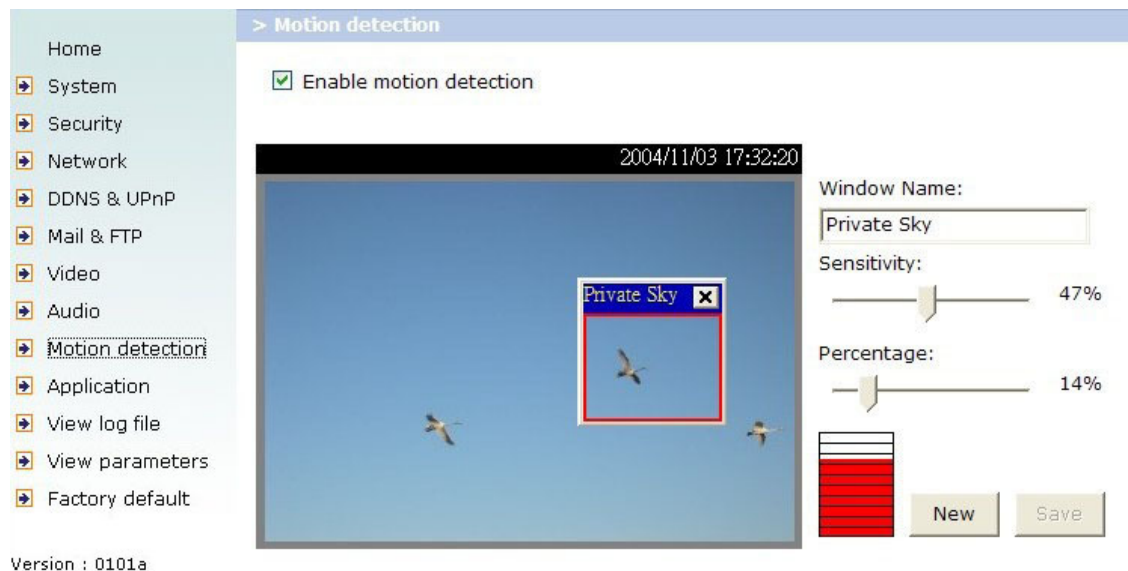 > Motion detection
Home
System
Security
Network
DDNS & UPnP
Mail & FTP
Video
Audio
Motion detection
Application
View log file
View parameters
Factory default
Version : 0101a
Enable motion detection
2004/11/03 17:32:20
Private Sky
Window Name:
Private Sky
Sensitivity:
47%
Percentage:
14%
New
Save